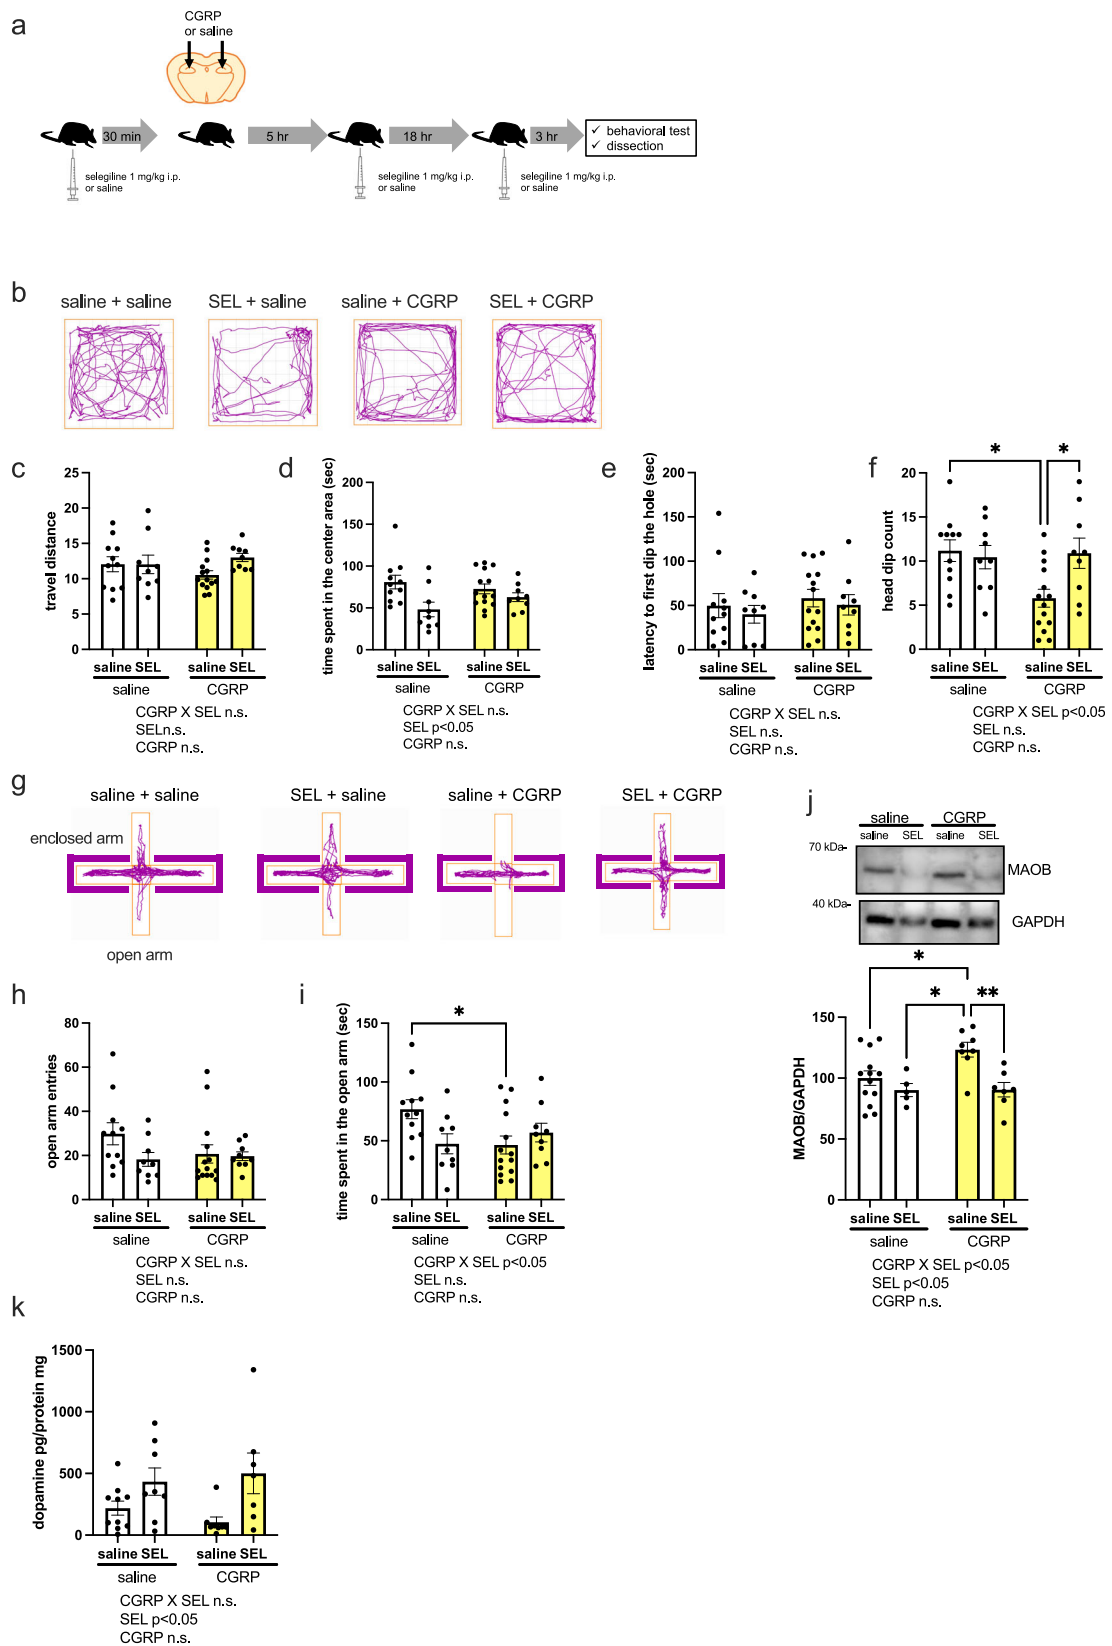 a
CGRP
or saline
30 min
5 hr
18 hr
3 hr
✓ behavioral test
✓ dissection
selegiline 1 mg/kg i.p.
or saline
selegiline 1 mg/kg i.p.
or saline
selegiline 1 mg/kg i.p.
or saline
b
saline + saline
SEL + saline
saline + CGRP
SEL + CGRP
c
travel distance
25
20
15
10
5
0
saline SEL
saline SEL
saline
CGRP
CGRP X SEL n.s.
SELn.s.
CGRP n.s.
d
time spent in the center area (sec)
200
150
100
50
0
saline SEL
saline SEL
saline
CGRP
CGRP X SEL n.s.
SEL p<0.05
CGRP n.s.
e
latency to first dip the hole (sec)
200
150
100
50
0
saline SEL
saline SEL
saline
CGRP
CGRP X SEL n.s.
SEL n.s.
CGRP n.s.
f
head dip count
20
15
10
5
0
*
*
saline SEL
saline SEL
saline
CGRP
CGRP X SEL p<0.05
SEL n.s.
CGRP n.s.
g
saline + saline
SEL + saline
saline + CGRP
SEL + CGRP
enclosed arm
open arm
h
open arm entries
80
60
40
20
0
saline SEL
saline SEL
saline
CGRP
CGRP X SEL n.s.
SEL n.s.
CGRP n.s.
i
time spent in the open arm (sec)
150
100
50
0
*
saline SEL
saline SEL
saline
CGRP
CGRP X SEL p<0.05
SEL n.s.
CGRP n.s.
j
saline
CGRP
saline
SEL
saline
SEL
70 kDa-
MAOB
40 kDa-
GAPDH
MAOB/GAPDH
150
100
50
0
*
*
**
saline SEL
saline SEL
saline
CGRP
CGRP X SEL p<0.05
SEL p<0.05
CGRP n.s.
k
dopamine pg/protein mg
1500
1000
500
0
saline SEL
saline SEL
saline
CGRP
CGRP X SEL n.s.
SEL p<0.05
CGRP n.s.